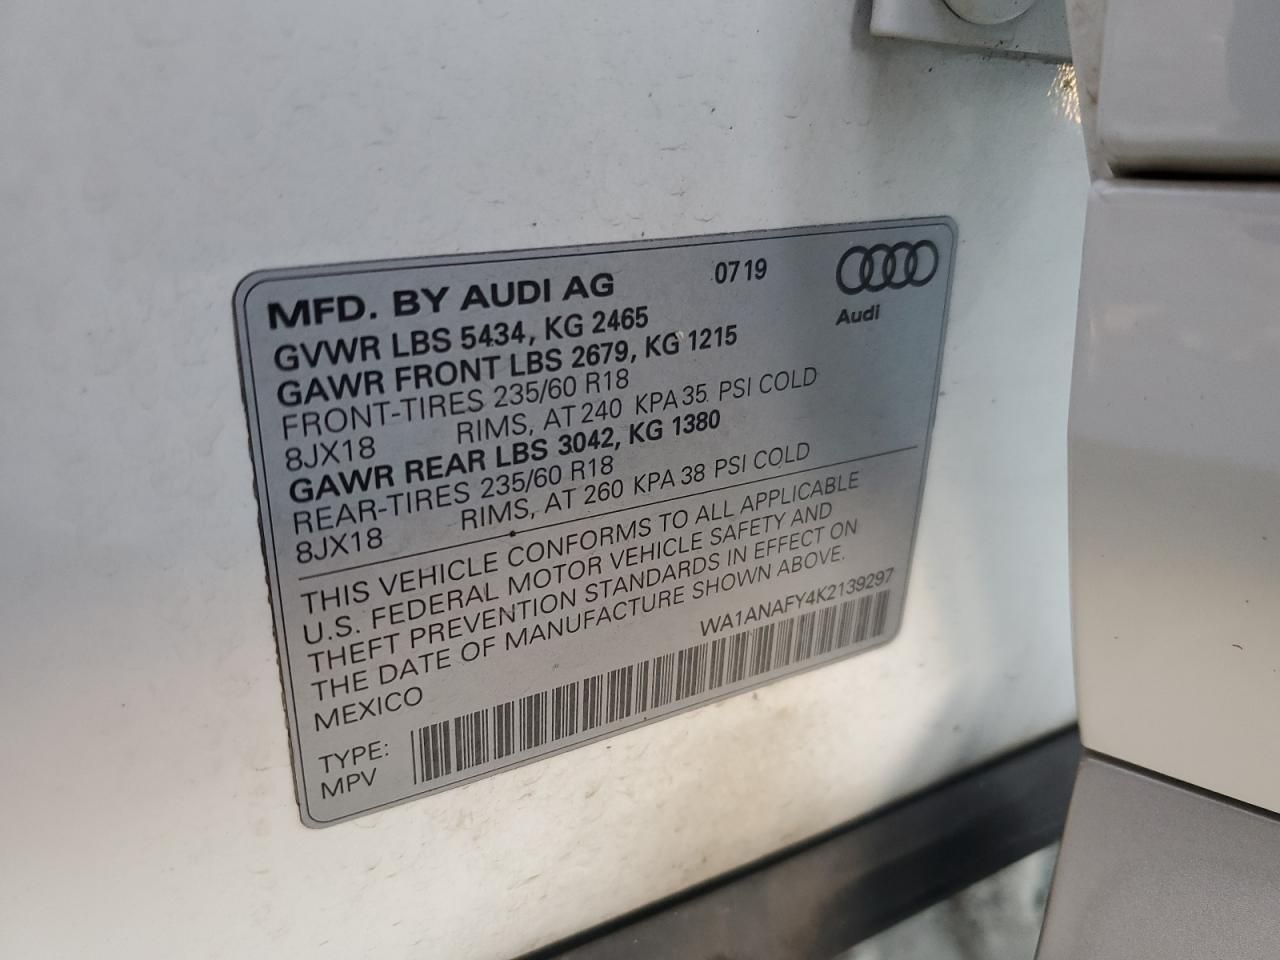 MFD. BY AUDI AG 0719
Audi
GVWR LBS 5434, KG 2465
GAWR FRONT LBS 2679, KG 1215
FRONT-TIRES 235/60 R18
8JX18 RIMS, AT 240 KPA 35 PSI COLD
GAWR REAR LBS 3042, KG 1380
REAR-TIRES 235/60 R18
8JX18 RIMS, AT 260 KPA 38 PSI COLD
THIS VEHICLE CONFORMS TO ALL APPLICABLE
U.S. FEDERAL MOTOR VEHICLE SAFETY AND
THEFT PREVENTION STANDARDS IN EFFECT ON
THE DATE OF MANUFACTURE SHOWN ABOVE.
MEXICO WA1ANAFY4K2139297
TYPE:
MPV